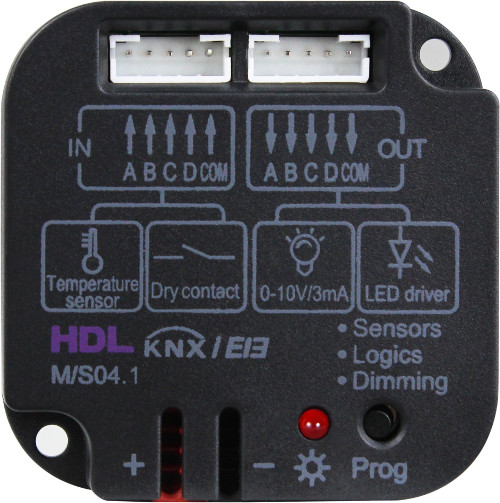 IN
A B C D COM
A B C D COM
OUT
Temperature
sensor
Dry contact
0-10V/3mA
LED driver
HDL KNX/EIB
M/S04.1
• Sensors
• Logics
• Dimming
+
-
Prog